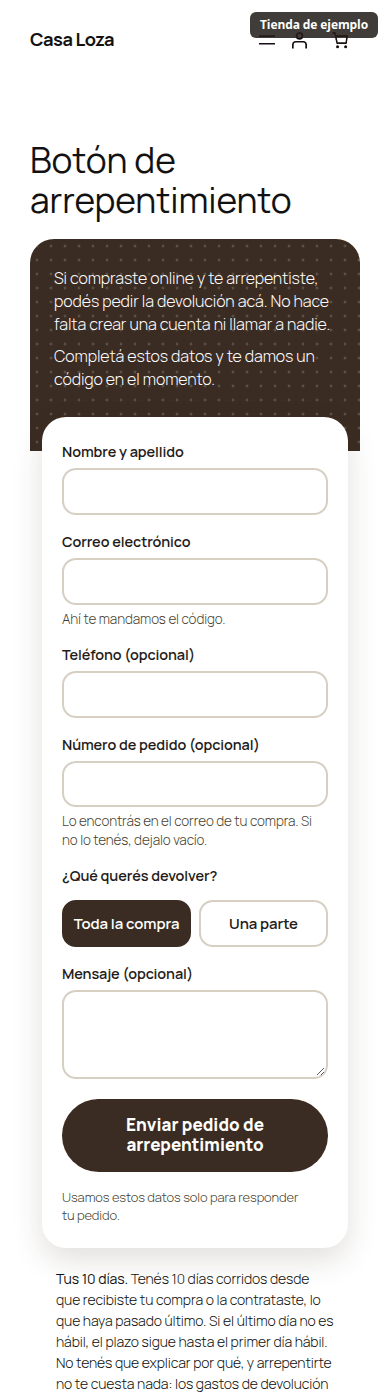 Tienda de ejemplo
Casa Loza
Botón de
arrepentimiento
Si compraste online y te arrepentiste,
podés pedir la devolución acá. No hace
falta crear una cuenta ni llamar a nadie.
Completá estos datos y te damos un
código en el momento.
Nombre y apellido
Correo electrónico
Ahí te mandamos el código.
Teléfono (opcional)
Número de pedido (opcional)
Lo encontrás en el correo de tu compra. Si
no lo tenés, dejalo vacío.
¿Qué querés devolver?
Toda la compra
Una parte
Mensaje (opcional)
Enviar pedido de
arrepentimiento
Usamos estos datos solo para responder
tu pedido.
Tus 10 días. Tenés 10 días corridos desde
que recibiste tu compra o la contrataste, lo
que haya pasado último. Si el último día no es
hábil, el plazo sigue hasta el primer día hábil.
No tenés que explicar por qué, y arrepentirte
no te cuesta nada: los gastos de devolución